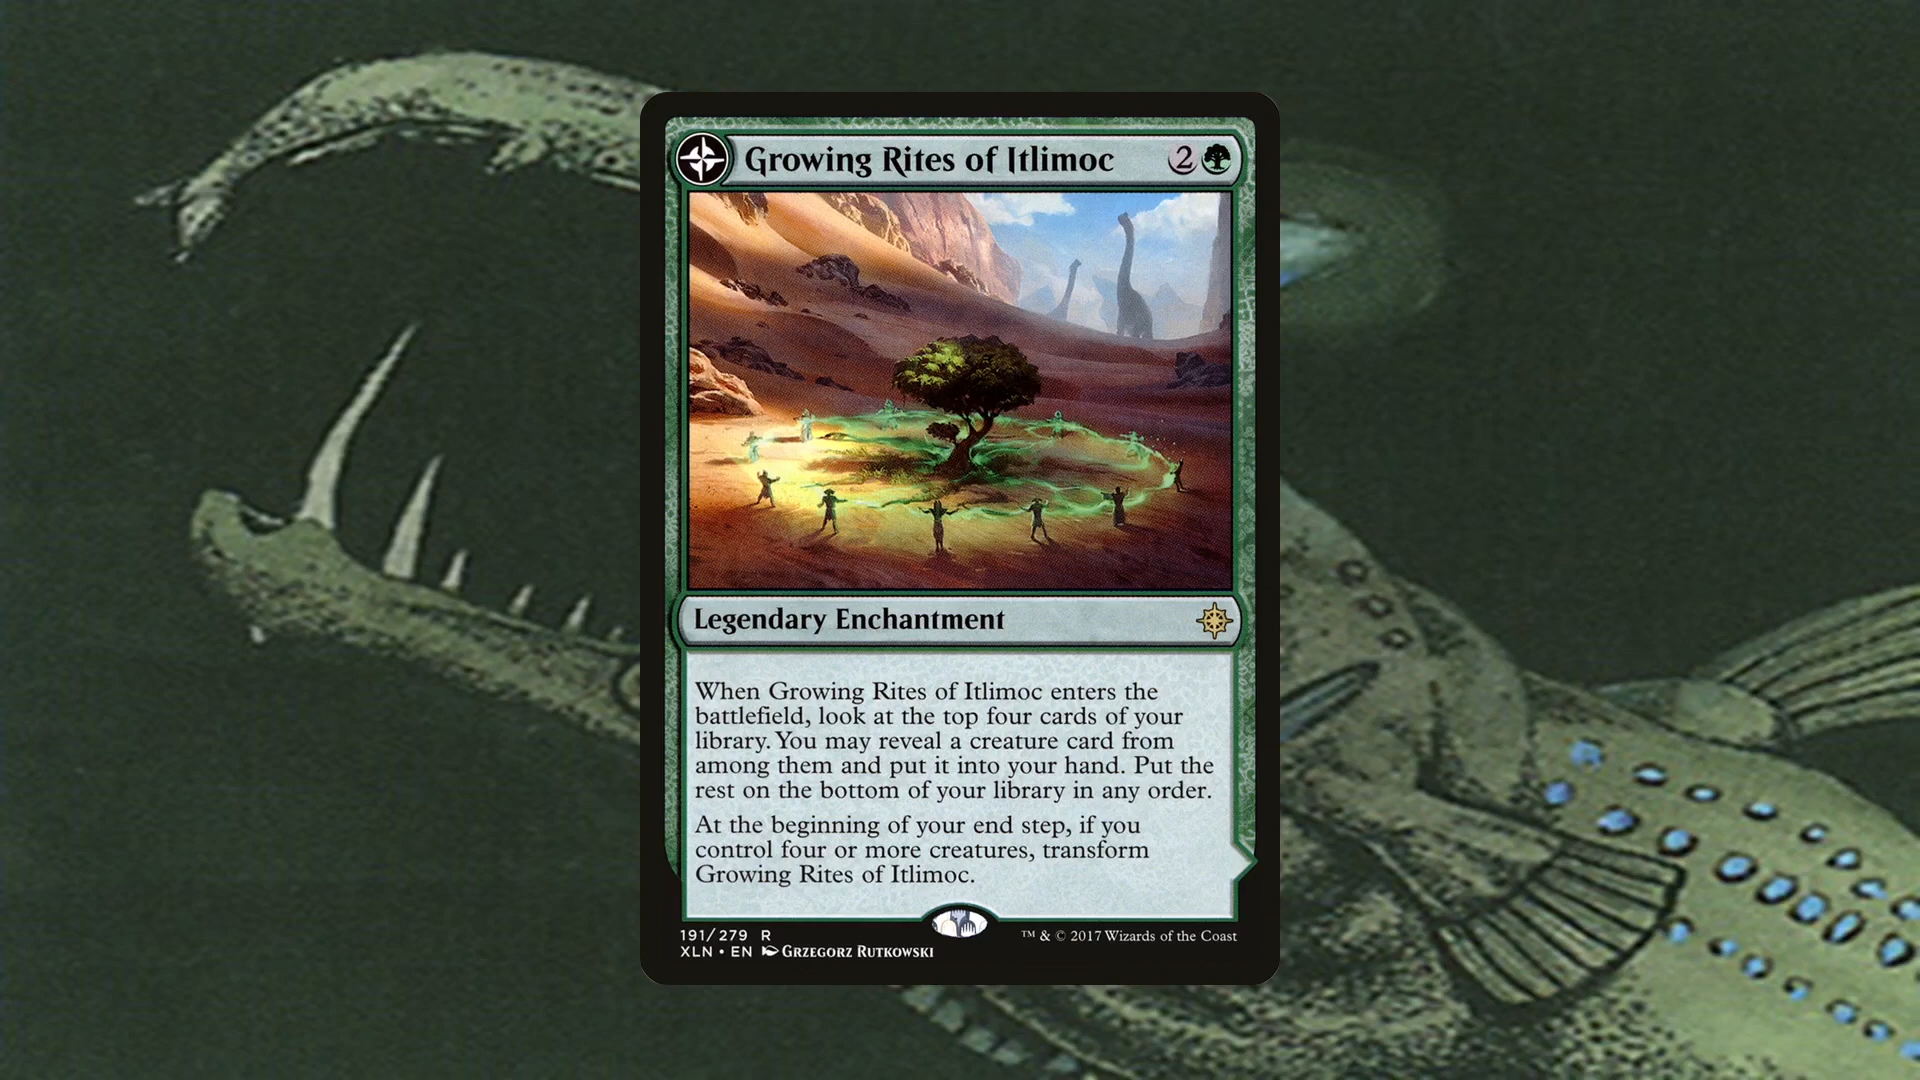 Growing Rites of Itlimoc 2
Legendary Enchantment
When Growing Rites of Itlimoc enters the
battlefield, look at the top four cards of your
library. You may reveal a creature card from
among them and put it into your hand. Put the
rest on the bottom of your library in any order.
At the beginning of your end step, if you
control four or more creatures, transform
Growing Rites of Itlimoc.
191/279 R
XLN • EN Grzegorz Rutkowski
™ & © 2017 Wizards of the Coast